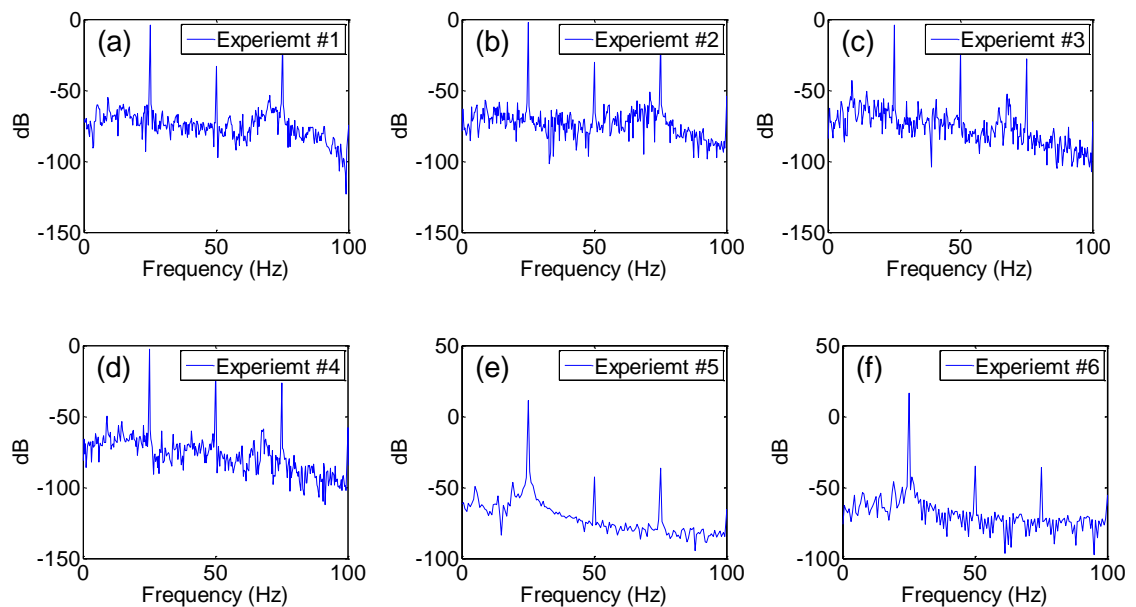 (a)
Experiemt #1
0
-50
-100
-150
dB
0
50
100
Frequency (Hz)
(b)
Experiemt #2
0
-50
-100
-150
dB
0
50
100
Frequency (Hz)
(c)
Experiemt #3
0
-50
-100
-150
dB
0
50
100
Frequency (Hz)
(d)
Experiemt #4
0
-50
-100
-150
dB
0
50
100
Frequency (Hz)
(e)
Experiemt #5
50
0
-50
-100
dB
0
50
100
Frequency (Hz)
(f)
Experiemt #6
50
0
-50
-100
dB
0
50
100
Frequency (Hz)